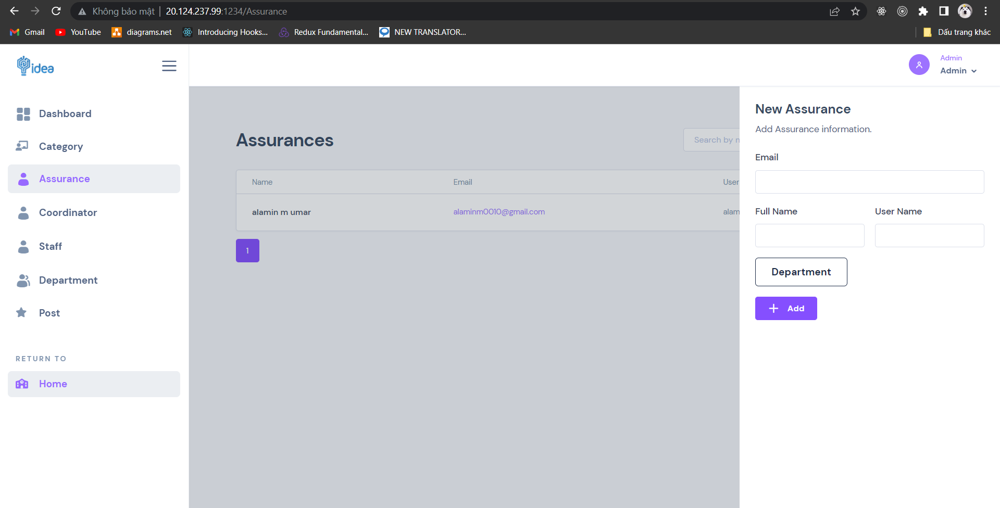 Không bảo mật | 20.124.237.99:1234/Assurance
Gmail YouTube diagrams.net Introducing Hooks... Redux Fundamental... NEW TRANSLATOR... Dấu trang khác
idea
Admin
Admin
Dashboard
Category
Assurance
Coordinator
Staff
Department
Post
RETURN TO
Home
Assurances
Search by n
Name Email User
alamin m umar alaminm0010@gmail.com alam
1
New Assurance
Add Assurance information.
Email
Full Name User Name
Department
Add